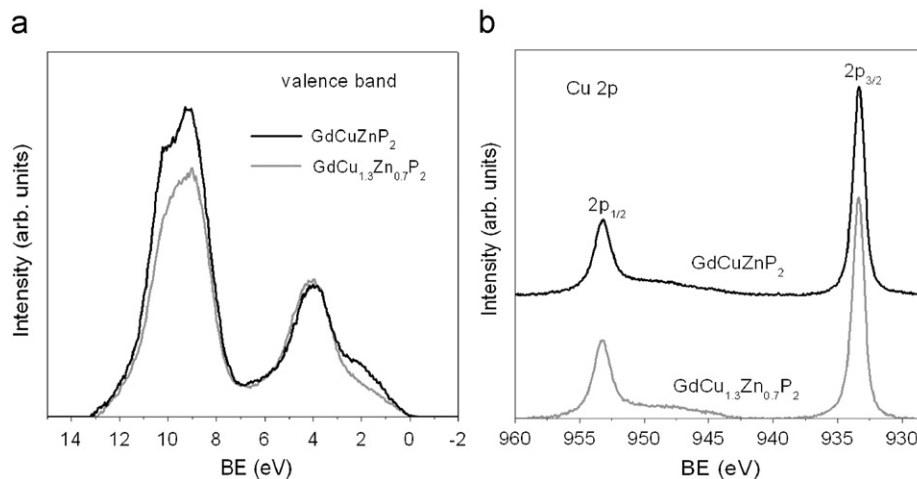 a
valence band
GdCuZnP₂
GdCu₁.₃Zn₀.₇P₂
Intensity (arb. units)
14 12 10 8 6 4 2 0 -2
BE (eV)
b
Cu 2p
2p₃/₂
2p₁/₂
GdCuZnP₂
GdCu₁.₃Zn₀.₇P₂
Intensity (arb. units)
960 955 950 945 940 935 930
BE (eV)